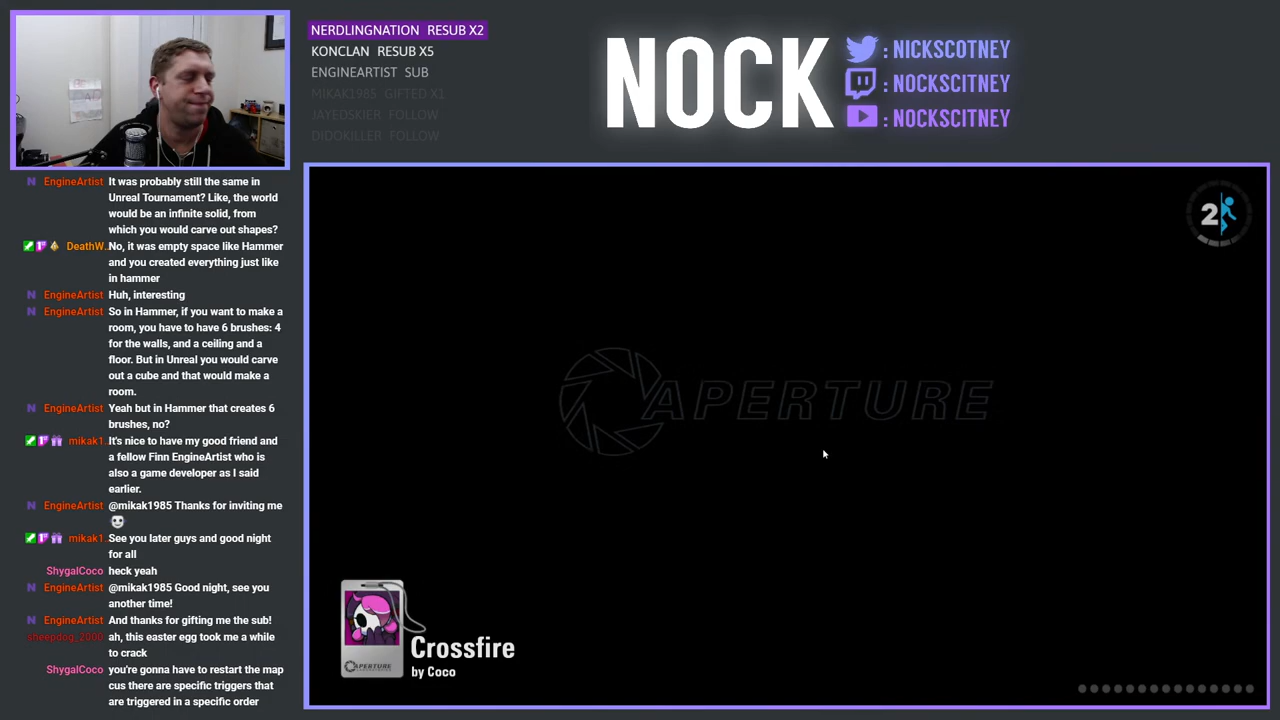 NERDLINGNATION RESUB X2
KONCLAN RESUB X5
ENGINEARTIST SUB
MIKAK1985 GIFTED X1
JAYEDSKIER FOLLOW
DIDOKILLER FOLLOW
NOCK
: NICKSCOTNEY
: NOCKSCITNEY
: NOCKSCITNEY
N EngineArtist It was probably still the same in
Unreal Tournament? Like, the world
would be an infinite solid, from
which you would carve out shapes?
DeathW.. No, it was empty space like Hammer
and you created everything just like
in hammer
N EngineArtist Huh, interesting
N EngineArtist So in Hammer, if you want to make a
room, you have to have 6 brushes: 4
for the walls, and a ceiling and a
floor. But in Unreal you would carve
out a cube and that would make a
room.
N EngineArtist Yeah but in Hammer that creates 6
brushes, no?
mikak1.. It's nice to have my good friend and
a fellow Finn EngineArtist who is
also a game developer as I said
earlier.
N EngineArtist @mikak1985 Thanks for inviting me
mikak1.. See you later guys and good night
for all
ShygalCoco heck yeah
N EngineArtist @mikak1985 Good night, see you
another time!
N EngineArtist And thanks for gifting me the sub!
sheepdog_2000 ah, this easter egg took me a while
to crack
ShygalCoco you're gonna have to restart the map
cus there are specific triggers that
are triggered in a specific order
2
APERTURE
Crossfire
by Coco
APERTURE